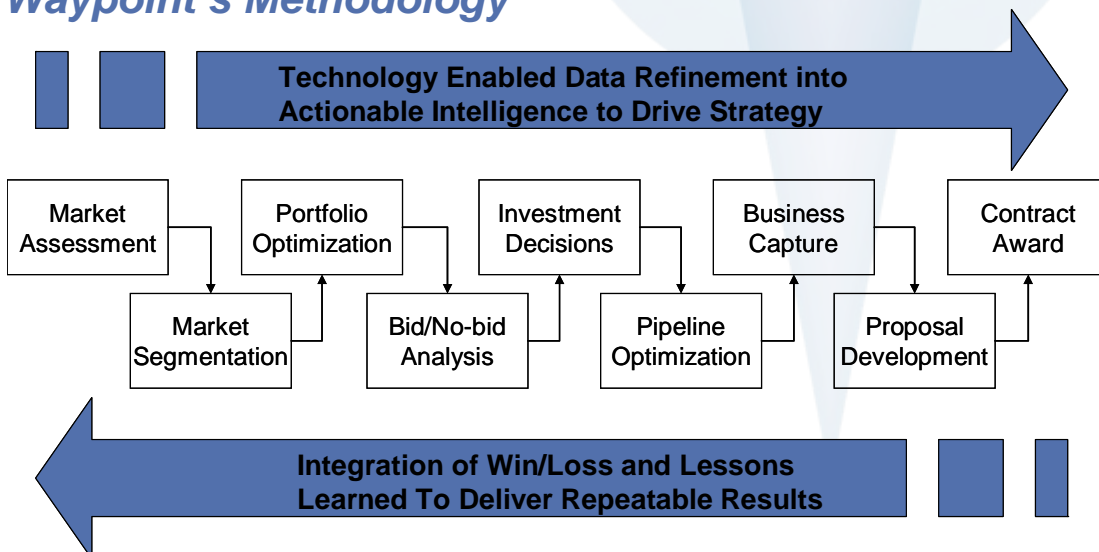 Waypoint's Methodology
Technology Enabled Data Refinement into
Actionable Intelligence to Drive Strategy
Market
Assessment
Portfolio
Optimization
Investment
Decisions
Business
Capture
Contract
Award
Market
Segmentation
Bid/No-bid
Analysis
Pipeline
Optimization
Proposal
Development
Integration of Win/Loss and Lessons
Learned To Deliver Repeatable Results